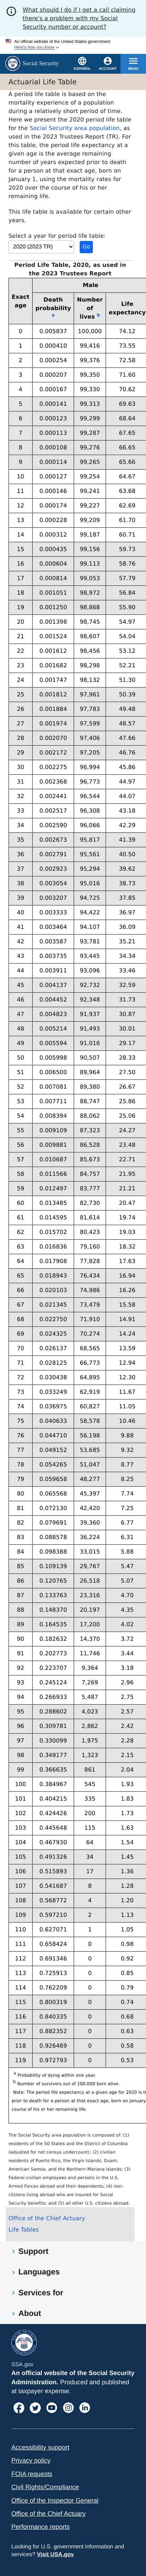 What should I do if I get a call claiming
there's a problem with my Social
Security number or account?
An official website of the United States government
Here's how you know
Social Security
ESPAÑOL
ACCOUNT
MENU
Actuarial Life Table
A period life table is based on the
mortality experience of a population
during a relatively short period of
time. Here we present the 2020 period life table
for the Social Security area population, as used
in the 2023 Trustees Report (TR). For
this table, the period life expectancy
at a given age is the average
remaining number of years expected
prior to death for a person at that
exact age, born on
January 1, using the mortality rates
for 2020 over the course of his or her
remaining life.
This life table is available for certain other
years.
Select a year for period life table:
2020 (2023 TR)
Go
Period Life Table, 2020, as used in
the 2023 Trustees Report
Exact
age
Male
Death
probability a
Number
of
lives b
Life
expectancy
0 0.005837 100,000 74.12
1 0.000410 99,416 73.55
2 0.000254 99,376 72.58
3 0.000207 99,350 71.60
4 0.000167 99,330 70.62
5 0.000141 99,313 69.63
6 0.000123 99,299 68.64
7 0.000113 99,287 67.65
8 0.000108 99,276 66.65
9 0.000114 99,265 65.66
10 0.000127 99,254 64.67
11 0.000146 99,241 63.68
12 0.000174 99,227 62.69
13 0.000228 99,209 61.70
14 0.000312 99,187 60.71
15 0.000435 99,156 59.73
16 0.000604 99,113 58.76
17 0.000814 99,053 57.79
18 0.001051 98,972 56.84
19 0.001250 98,868 55.90
20 0.001398 98,745 54.97
21 0.001524 98,607 54.04
22 0.001612 98,456 53.12
23 0.001682 98,298 52.21
24 0.001747 98,132 51.30
25 0.001812 97,961 50.39
26 0.001884 97,783 49.48
27 0.001974 97,599 48.57
28 0.002070 97,406 47.66
29 0.002172 97,205 46.76
30 0.002275 96,994 45.86
31 0.002368 96,773 44.97
32 0.002441 96,544 44.07
33 0.002517 96,308 43.18
34 0.002590 96,066 42.29
35 0.002673 95,817 41.39
36 0.002791 95,561 40.50
37 0.002923 95,294 39.62
38 0.003054 95,016 38.73
39 0.003207 94,725 37.85
40 0.003333 94,422 36.97
41 0.003464 94,107 36.09
42 0.003587 93,781 35.21
43 0.003735 93,445 34.34
44 0.003911 93,096 33.46
45 0.004137 92,732 32.59
46 0.004452 92,348 31.73
47 0.004823 91,937 30.87
48 0.005214 91,493 30.01
49 0.005594 91,016 29.17
50 0.005998 90,507 28.33
51 0.006500 89,964 27.50
52 0.007081 89,380 26.67
53 0.007711 88,747 25.86
54 0.008394 88,062 25.06
55 0.009109 87,323 24.27
56 0.009881 86,528 23.48
57 0.010687 85,673 22.71
58 0.011566 84,757 21.95
59 0.012497 83,777 21.21
60 0.013485 82,730 20.47
61 0.014595 81,614 19.74
62 0.015702 80,423 19.03
63 0.016836 79,160 18.32
64 0.017908 77,828 17.63
65 0.018943 76,434 16.94
66 0.020103 74,986 16.26
67 0.021345 73,479 15.58
68 0.022750 71,910 14.91
69 0.024325 70,274 14.24
70 0.026137 68,565 13.59
71 0.028125 66,773 12.94
72 0.030438 64,895 12.30
73 0.033249 62,919 11.67
74 0.036975 60,827 11.05
75 0.040633 58,578 10.46
76 0.044710 56,198 9.88
77 0.049152 53,685 9.32
78 0.054265 51,047 8.77
79 0.059658 48,277 8.25
80 0.065568 45,397 7.74
81 0.072130 42,420 7.25
82 0.079691 39,360 6.77
83 0.088578 36,224 6.31
84 0.098388 33,015 5.88
85 0.109139 29,767 5.47
86 0.120765 26,518 5.07
87 0.133763 23,316 4.70
88 0.148370 20,197 4.35
89 0.164535 17,200 4.02
90 0.182632 14,370 3.72
91 0.202773 11,746 3.44
92 0.223707 9,364 3.18
93 0.245124 7,269 2.96
94 0.266933 5,487 2.75
95 0.288602 4,023 2.57
96 0.309781 2,862 2.42
97 0.330099 1,975 2.28
98 0.349177 1,323 2.15
99 0.366635 861 2.04
100 0.384967 545 1.93
101 0.404215 335 1.83
102 0.424426 200 1.73
103 0.445648 115 1.63
104 0.467930 64 1.54
105 0.491326 34 1.45
106 0.515893 17 1.36
107 0.541687 8 1.28
108 0.568772 4 1.20
109 0.597210 2 1.13
110 0.627071 1 1.05
111 0.658424 0 0.98
112 0.691346 0 0.92
113 0.725913 0 0.85
114 0.762209 0 0.79
115 0.800319 0 0.74
116 0.840335 0 0.68
117 0.882352 0 0.63
118 0.926469 0 0.58
119 0.972793 0 0.53
a Probability of dying within one year.
b Number of survivors out of 100,000 born alive.
Note: The period life expectancy at a given age for 2020 is th
prior to death for a person at that exact age, born on January
course of his or her remaining life.
The Social Security area population is comprised of: (1)
residents of the 50 States and the District of Columbia
(adjusted for net census undercount); (2) civilian
residents of Puerto Rico, the Virgin Islands, Guam,
American Samoa, and the Northern Mariana Islands; (3)
Federal civilian employees and persons in the U.S.
Armed Forces abroad and their dependents; (4) non-
citizens living abroad who are insured for Social
Security benefits; and (5) all other U.S. citizens abroad.
Office of the Chief Actuary
Life Tables
Support
Languages
Services for
About
SSA.gov
An official website of the Social Security
Administration. Produced and published
at taxpayer expense.
Accessibility support
Privacy policy
FOIA requests
Civil Rights/Compliance
Office of the Inspector General
Office of the Chief Actuary
Performance reports
Looking for U.S. government information and
services? Visit USA.gov